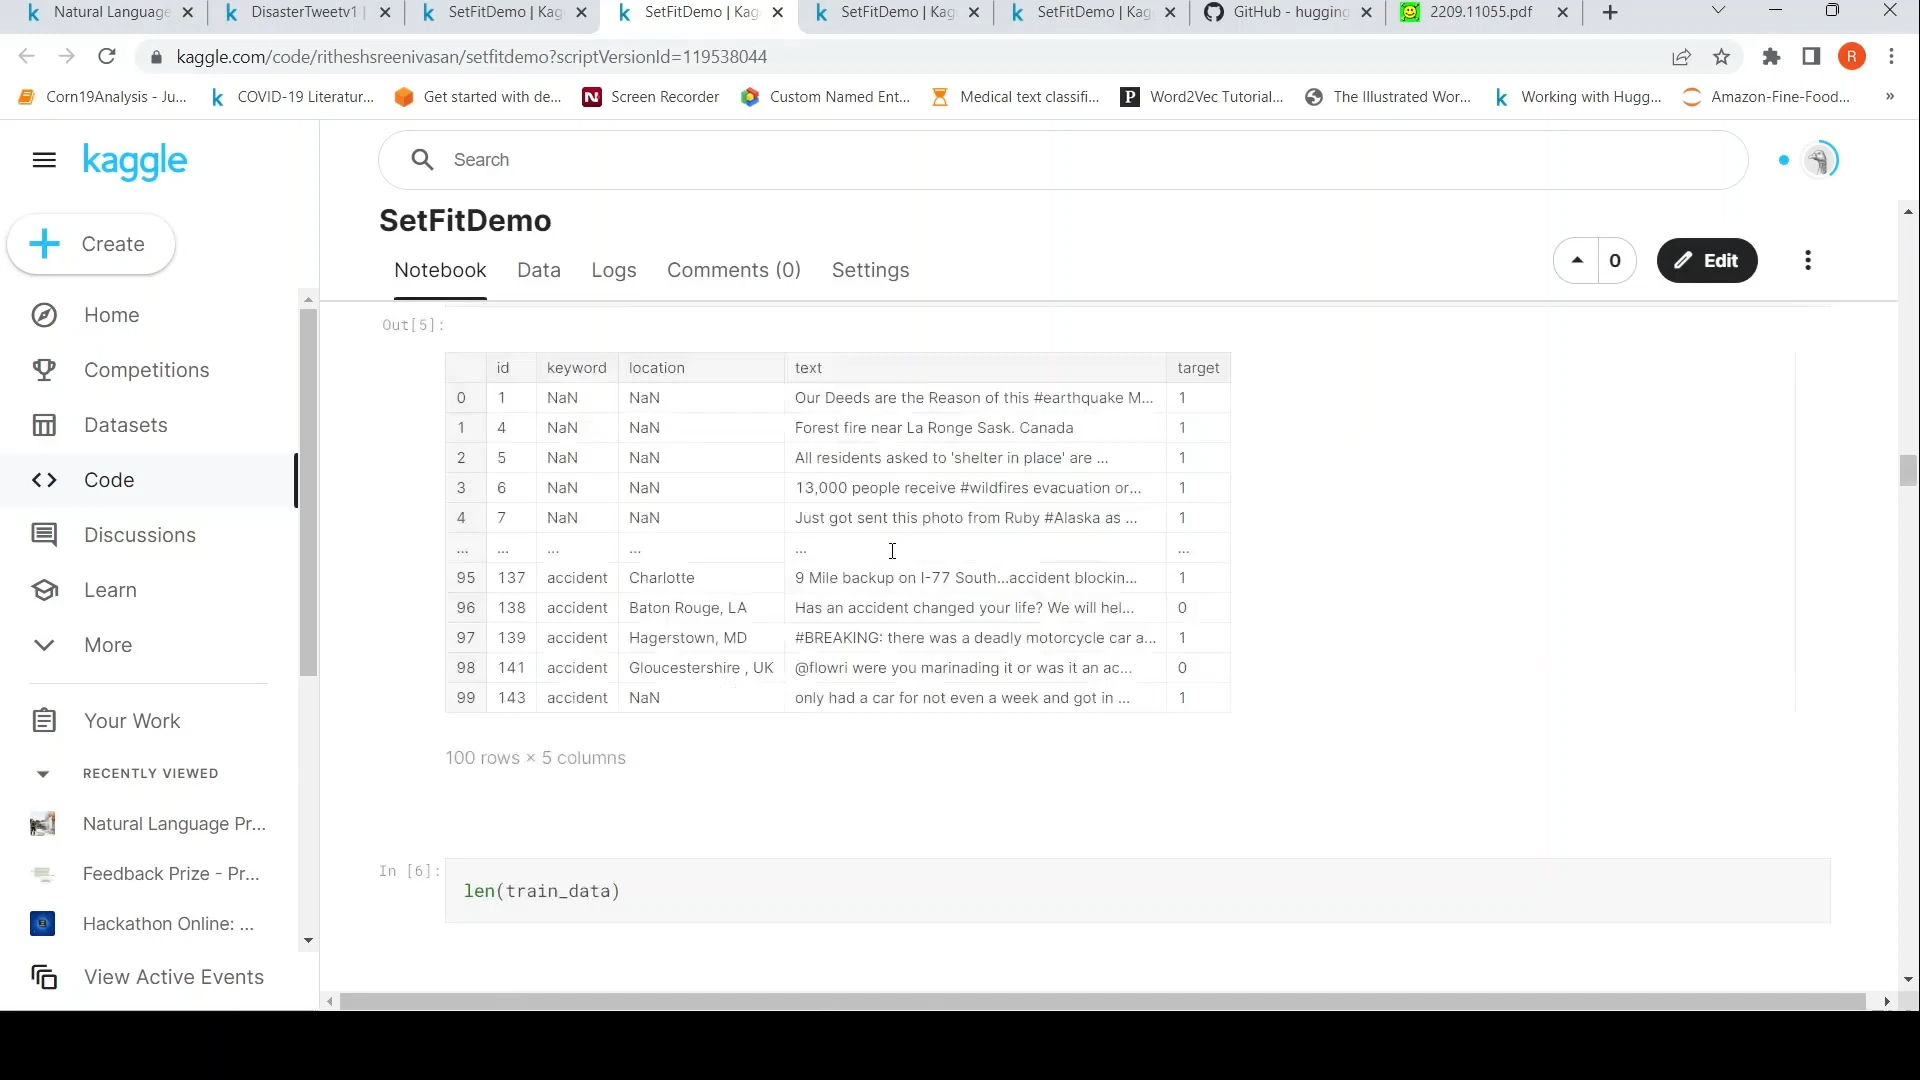 Natural Language
DisasterTweetv1 |
SetFitDemo | Kag
SetFitDemo | Kag
SetFitDemo | Kag
SetFitDemo | Kag
GitHub - hugging
2209.11055.pdf
kaggle.com/code/ritheshsreenivasan/setfitdemo?scriptVersionId=119538044
R
Corn19Analysis - Ju...
COVID-19 Literatur...
Get started with de...
Screen Recorder
Custom Named Ent...
Medical text classifi...
Word2Vec Tutorial...
The Illustrated Wor...
Working with Hugg...
Amazon-Fine-Food...
»
kaggle
Search
Create
Home
Competitions
Datasets
Code
Discussions
Learn
More
Your Work
RECENTLY VIEWED
Natural Language Pr...
Feedback Prize - Pr...
Hackathon Online: ...
View Active Events
SetFitDemo
Notebook Data Logs Comments (0) Settings
0
Edit
Out[5]:
id keyword location text target
0 1 NaN NaN Our Deeds are the Reason of this #earthquake M... 1
1 4 NaN NaN Forest fire near La Ronge Sask. Canada 1
2 5 NaN NaN All residents asked to 'shelter in place' are ... 1
3 6 NaN NaN 13,000 people receive #wildfires evacuation or... 1
4 7 NaN NaN Just got sent this photo from Ruby #Alaska as ... 1
... ... ... ... ... ...
95 137 accident Charlotte 9 Mile backup on I-77 South...accident blockin... 1
96 138 accident Baton Rouge, LA Has an accident changed your life? We will hel... 0
97 139 accident Hagerstown, MD #BREAKING: there was a deadly motorcycle car a... 1
98 141 accident Gloucestershire , UK @flowri were you marinading it or was it an ac... 0
99 143 accident NaN only had a car for not even a week and got in ... 1
100 rows × 5 columns
In [6]:
len(train_data)